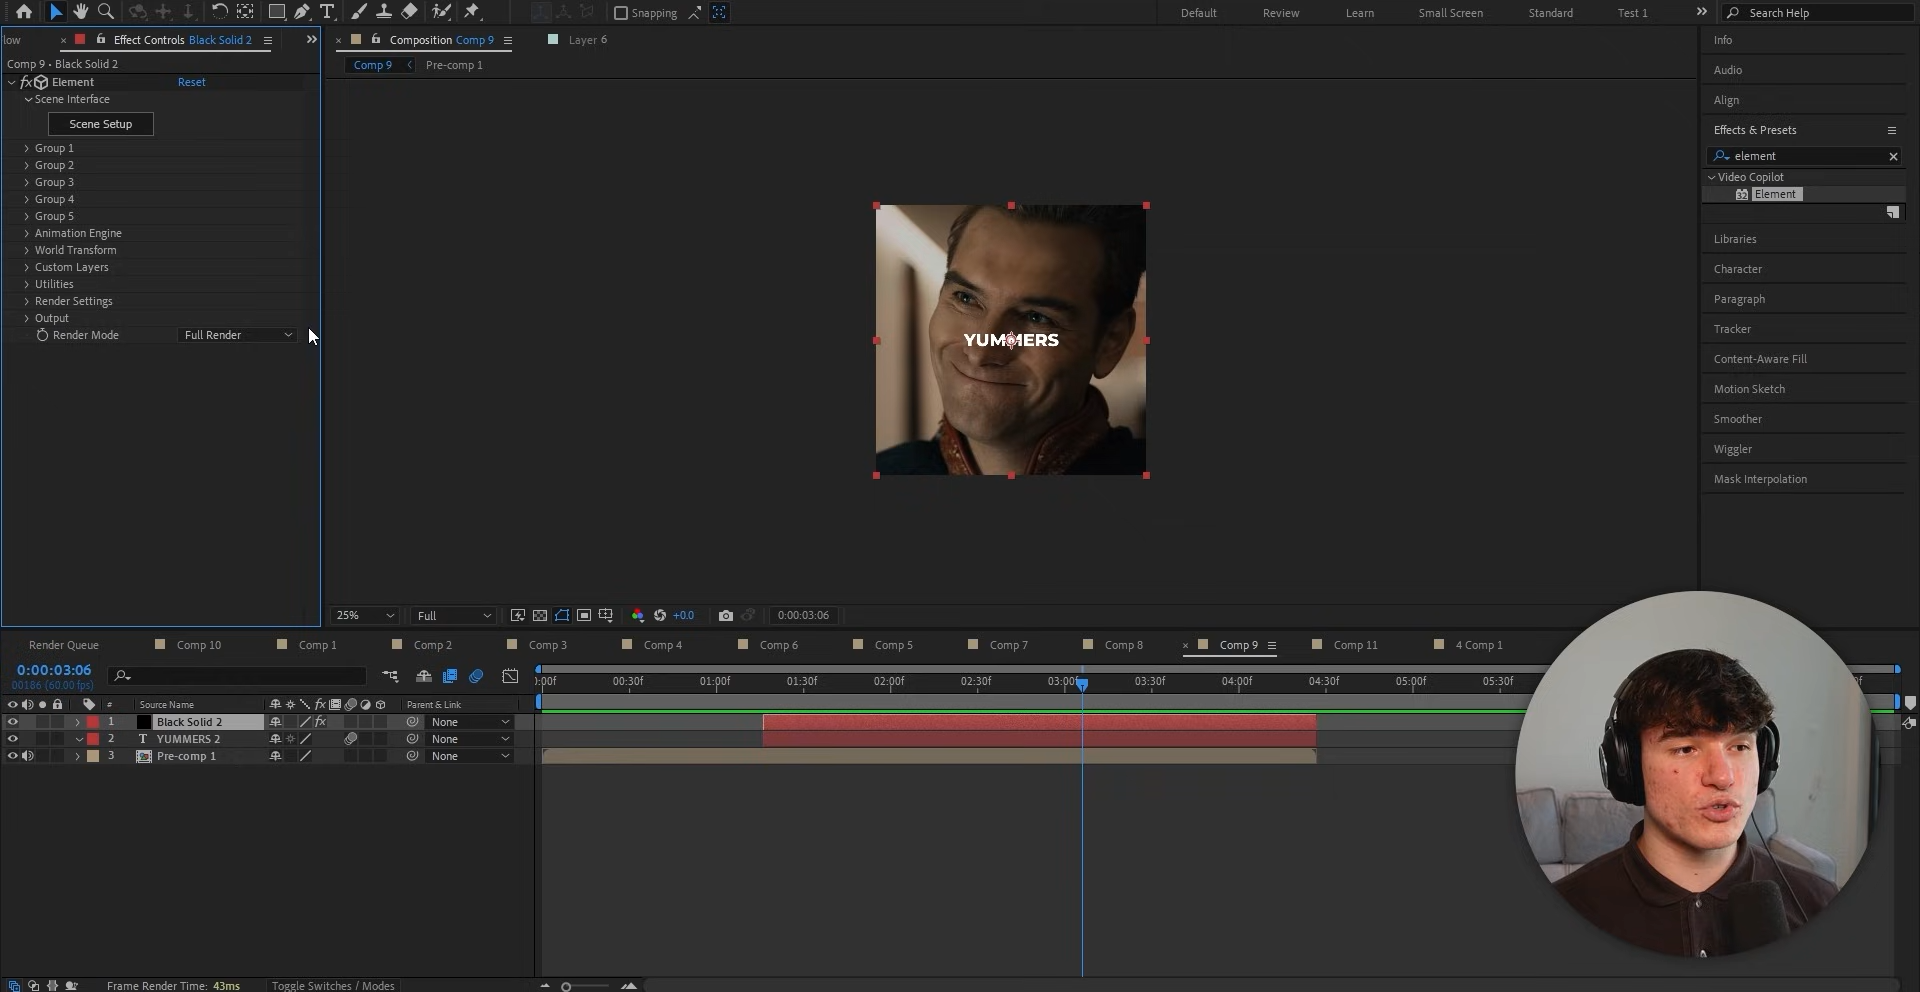 Snapping
Default
Review
Learn
Small Screen
Standard
Test 1
Search Help
low
Effect Controls Black Solid 2
Composition Comp 9
Layer 6
Comp 9 • Black Solid 2
Comp 9
Pre-comp 1
fx Element
Reset
Scene Interface
Scene Setup
Group 1
Group 2
Group 3
Group 4
Group 5
Animation Engine
World Transform
Custom Layers
Utilities
Render Settings
Output
Render Mode
Full Render
YUMMERS
Info
Audio
Align
Effects & Presets
element
Video Copilot
32 Element
Libraries
Character
Paragraph
Tracker
Content-Aware Fill
Motion Sketch
Smoother
Wiggler
Mask Interpolation
25%
Full
+0.0
0:00:03:06
Render Queue
Comp 10
Comp 1
Comp 2
Comp 3
Comp 4
Comp 6
Comp 5
Comp 7
Comp 8
Comp 9
Comp 11
4 Comp 1
0:00:03:06
00186 (60.00 fps)
):00f
00:30f
01:00f
01:30f
02:00f
02:30f
03:00f
03:30f
04:00f
04:30f
05:00f
05:30f
#
Source Name
fx
Parent & Link
1 Black Solid 2 fx None
2 T YUMMERS 2 None
3 Pre-comp 1 None
Frame Render Time: 43ms
Toggle Switches / Modes